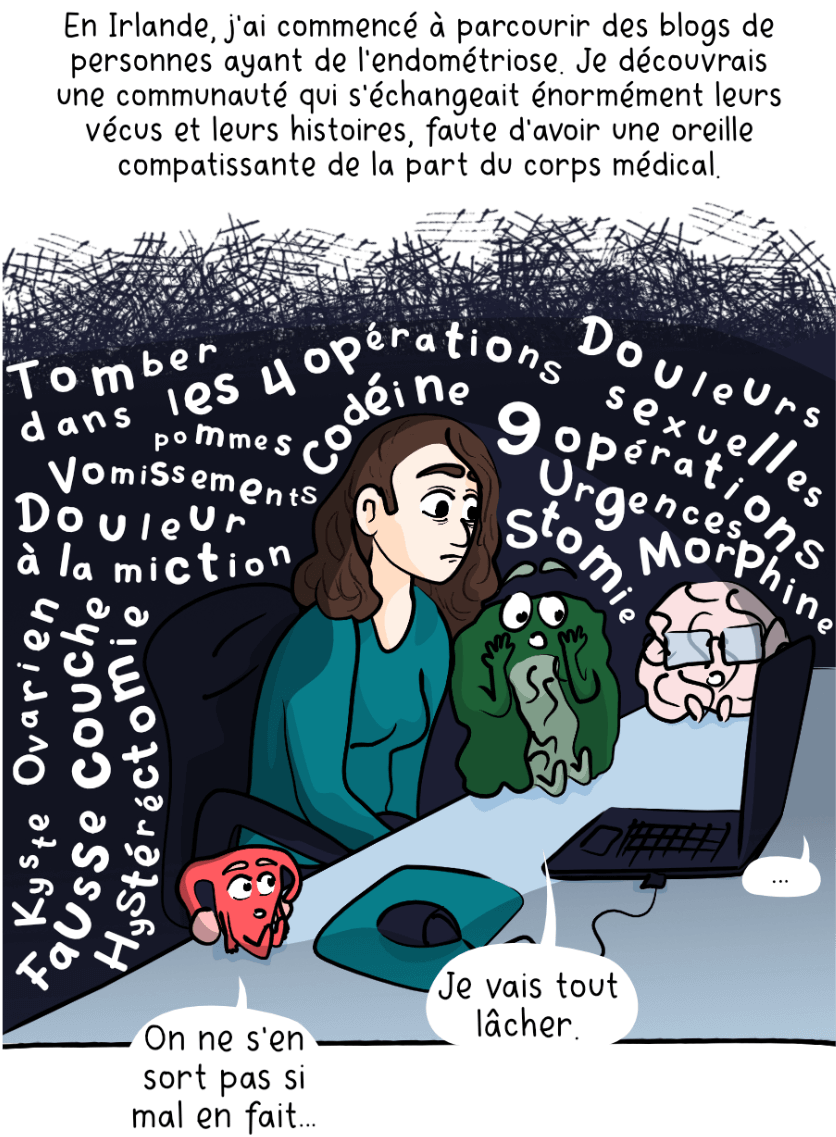 En Irlande, j'ai commencé à parcourir des blogs de
personnes ayant de l'endométriose. Je découvrais
une communauté qui s'échangeait énormément leurs
vécus et leurs histoires, faute d'avoir une oreille
compatissante de la part du corps médical.
Tomber
dans les
pommes
4 opérations
Codéine
Vomissements
Douleur
à la miction
Kyste Ovarien
Fausse couche
Hystéréctomie
Douleurs
sexuelles
9 opérations
Urgences
Stomie
Morphine
...
Je vais tout
lâcher.
On ne s'en
sort pas si
mal en fait...